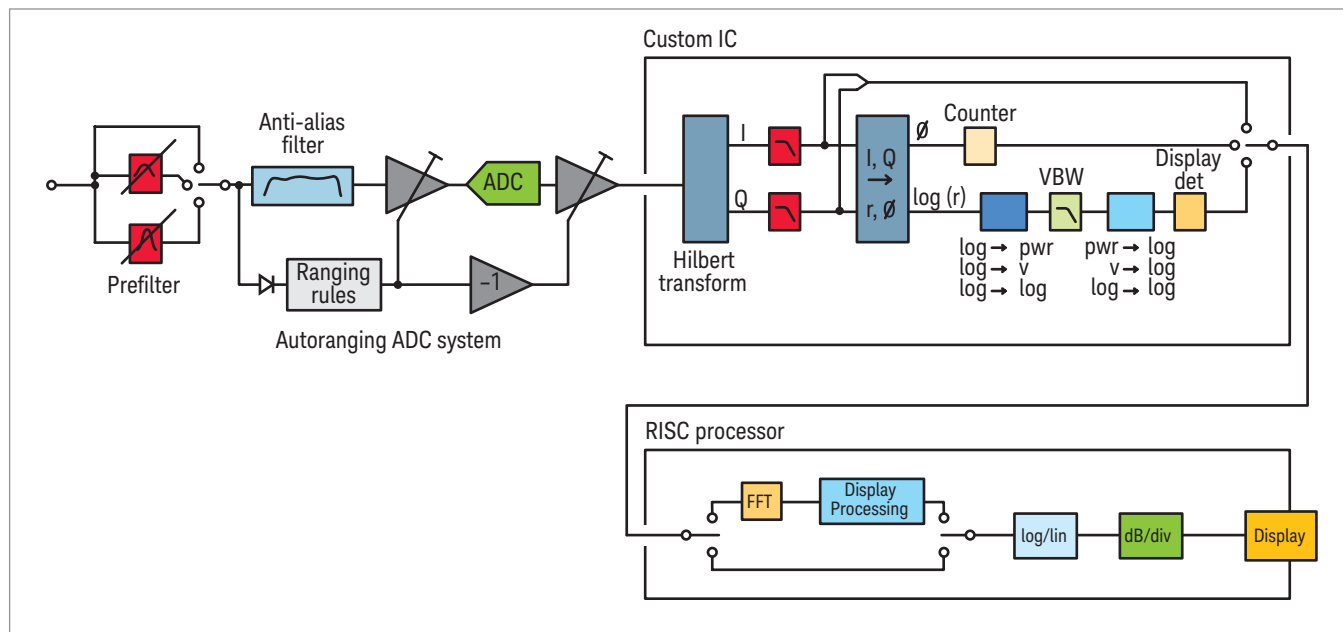 Custom IC
Anti-alias
filter
Prefilter
ADC
Ranging
rules
–1
Autoranging ADC system
I
Q
Hilbert
transform
I, Q
→
r, Ø
Ø
log (r)
Counter
VBW
Display
det
log → pwr
log → v
log → log
pwr → log
v → log
log → log
RISC processor
FFT
Display
Processing
log/lin
dB/div
Display